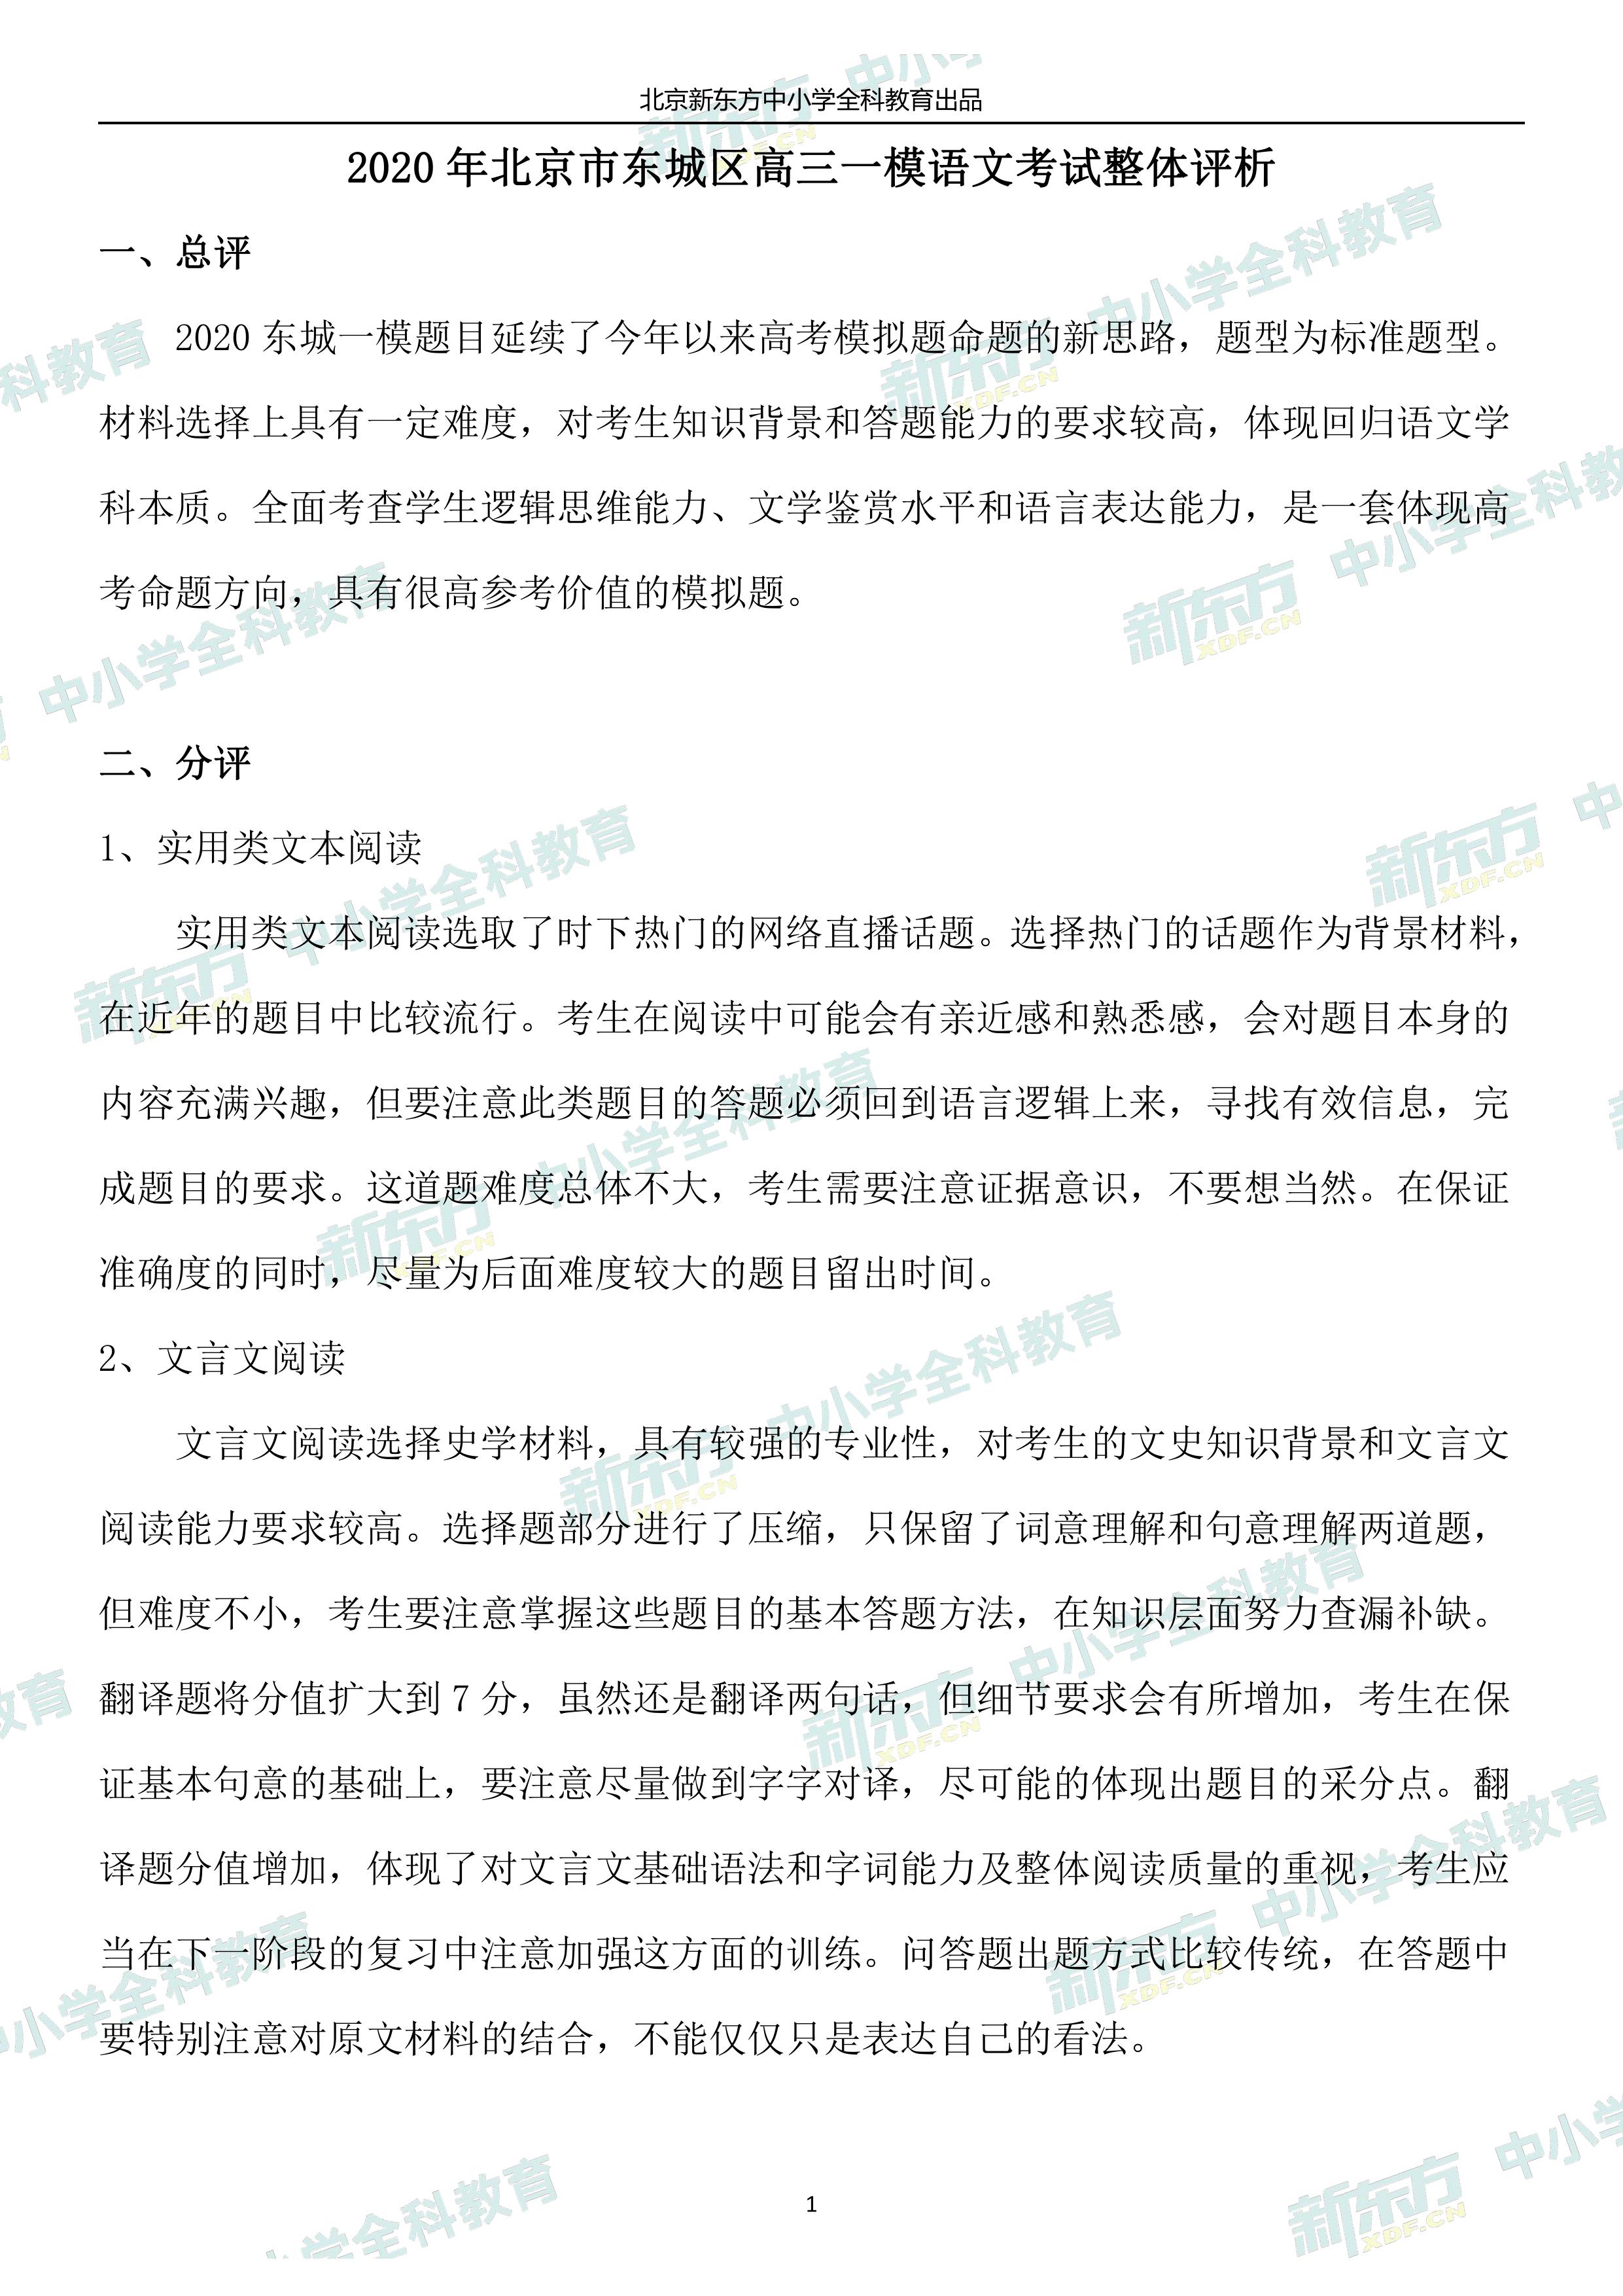 北京新东方中小学全科教育出品
2020 年北京市东城区高三一模语文考试整体评析
一、总评
2020 东城一模题目延续了今年以来高考模拟题命题的新思路，题型为标准题型。
材料选择上具有一定难度，对考生知识背景和答题能力的要求较高，体现回归语文学
科本质。全面考查学生逻辑思维能力、文学鉴赏水平和语言表达能力，是一套体现高
考命题方向，具有很高参考价值的模拟题。
二、分评
1、实用类文本阅读
实用类文本阅读选取了时下热门的网络直播话题。选择热门的话题作为背景材料，
在近年的题目中比较流行。考生在阅读中可能会有亲近感和熟悉感，会对题目本身的
内容充满兴趣，但要注意此类题目的答题必须回到语言逻辑上来，寻找有效信息，完
成题目的要求。这道题难度总体不大，考生需要注意证据意识，不要想当然。在保证
准确度的同时，尽量为后面难度较大的题目留出时间。
2、文言文阅读
文言文阅读选择史学材料，具有较强的专业性，对考生的文史知识背景和文言文
阅读能力要求较高。选择题部分进行了压缩，只保留了词意理解和句意理解两道题，
但难度不小，考生要注意掌握这些题目的基本答题方法，在知识层面努力查漏补缺。
翻译题将分值扩大到 7 分，虽然还是翻译两句话，但细节要求会有所增加，考生在保
证基本句意的基础上，要注意尽量做到字字对译，尽可能的体现出题目的采分点。翻
译题分值增加，体现了对文言文基础语法和字词能力及整体阅读质量的重视，考生应
当在下一阶段的复习中注意加强这方面的训练。问答题出题方式比较传统，在答题中
要特别注意对原文材料的结合，不能仅仅只是表达自己的看法。
1
新东方 XDF.CN 中小学全科教育